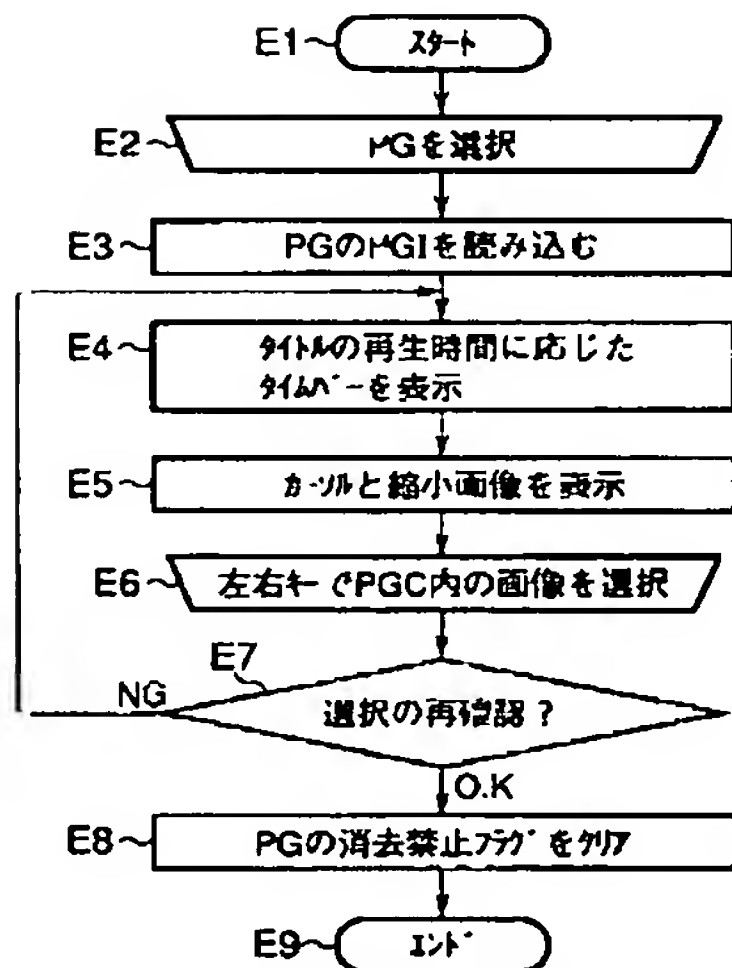 E1 スタート
E2 PGを選択
E3 PGのPGIを読み込む
E4 タイトルの再生時間に応じた
タイムバーを表示
E5 カーソルと縮小画像を表示
E6 左右キーでPGC内の画像を選択
E7
NG 選択の再確認?
O.K
E8 PGの消去禁止フラグをクリア
E9 エンド